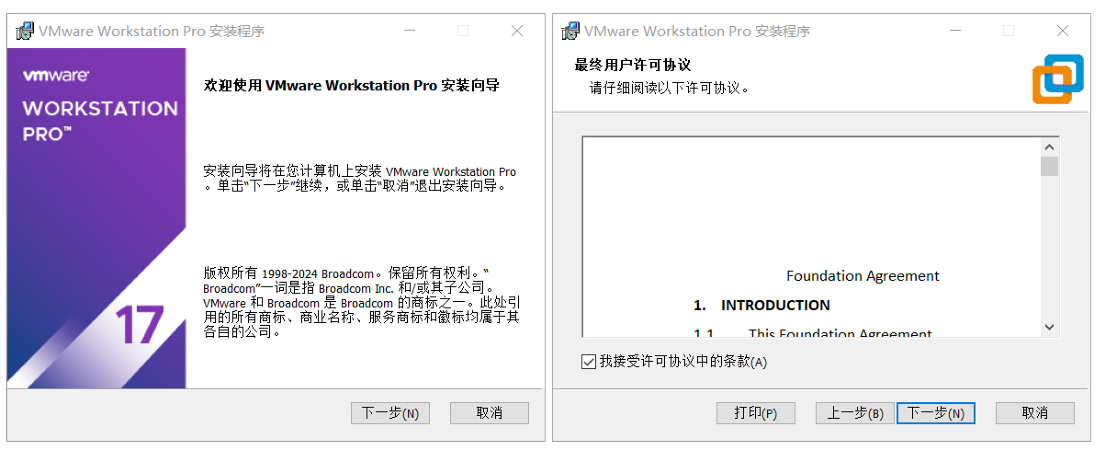 VMware Workstation Pro 安装程序
vmware
WORKSTATION
PRO™
17
欢迎使用 VMware Workstation Pro 安装向导
安装向导将在您计算机上安装 VMware Workstation Pro
。单击“下一步”继续，或单击“取消”退出安装向导。
版权所有 1998-2024 Broadcom。保留所有权利。“
Broadcom”一词是指 Broadcom Inc. 和/或其子公司。
VMware 和 Broadcom 是 Broadcom 的商标之一。此处引
用的所有商标、商业名称、服务商标和徽标均属于其
各自的公司。
下一步(N)
取消
VMware Workstation Pro 安装程序
最终用户许可协议
请仔细阅读以下许可协议。
Foundation Agreement
1. INTRODUCTION
1.1 This Foundation Agreement
我接受许可协议中的条款(A)
打印(P)
上一步(B)
下一步(N)
取消